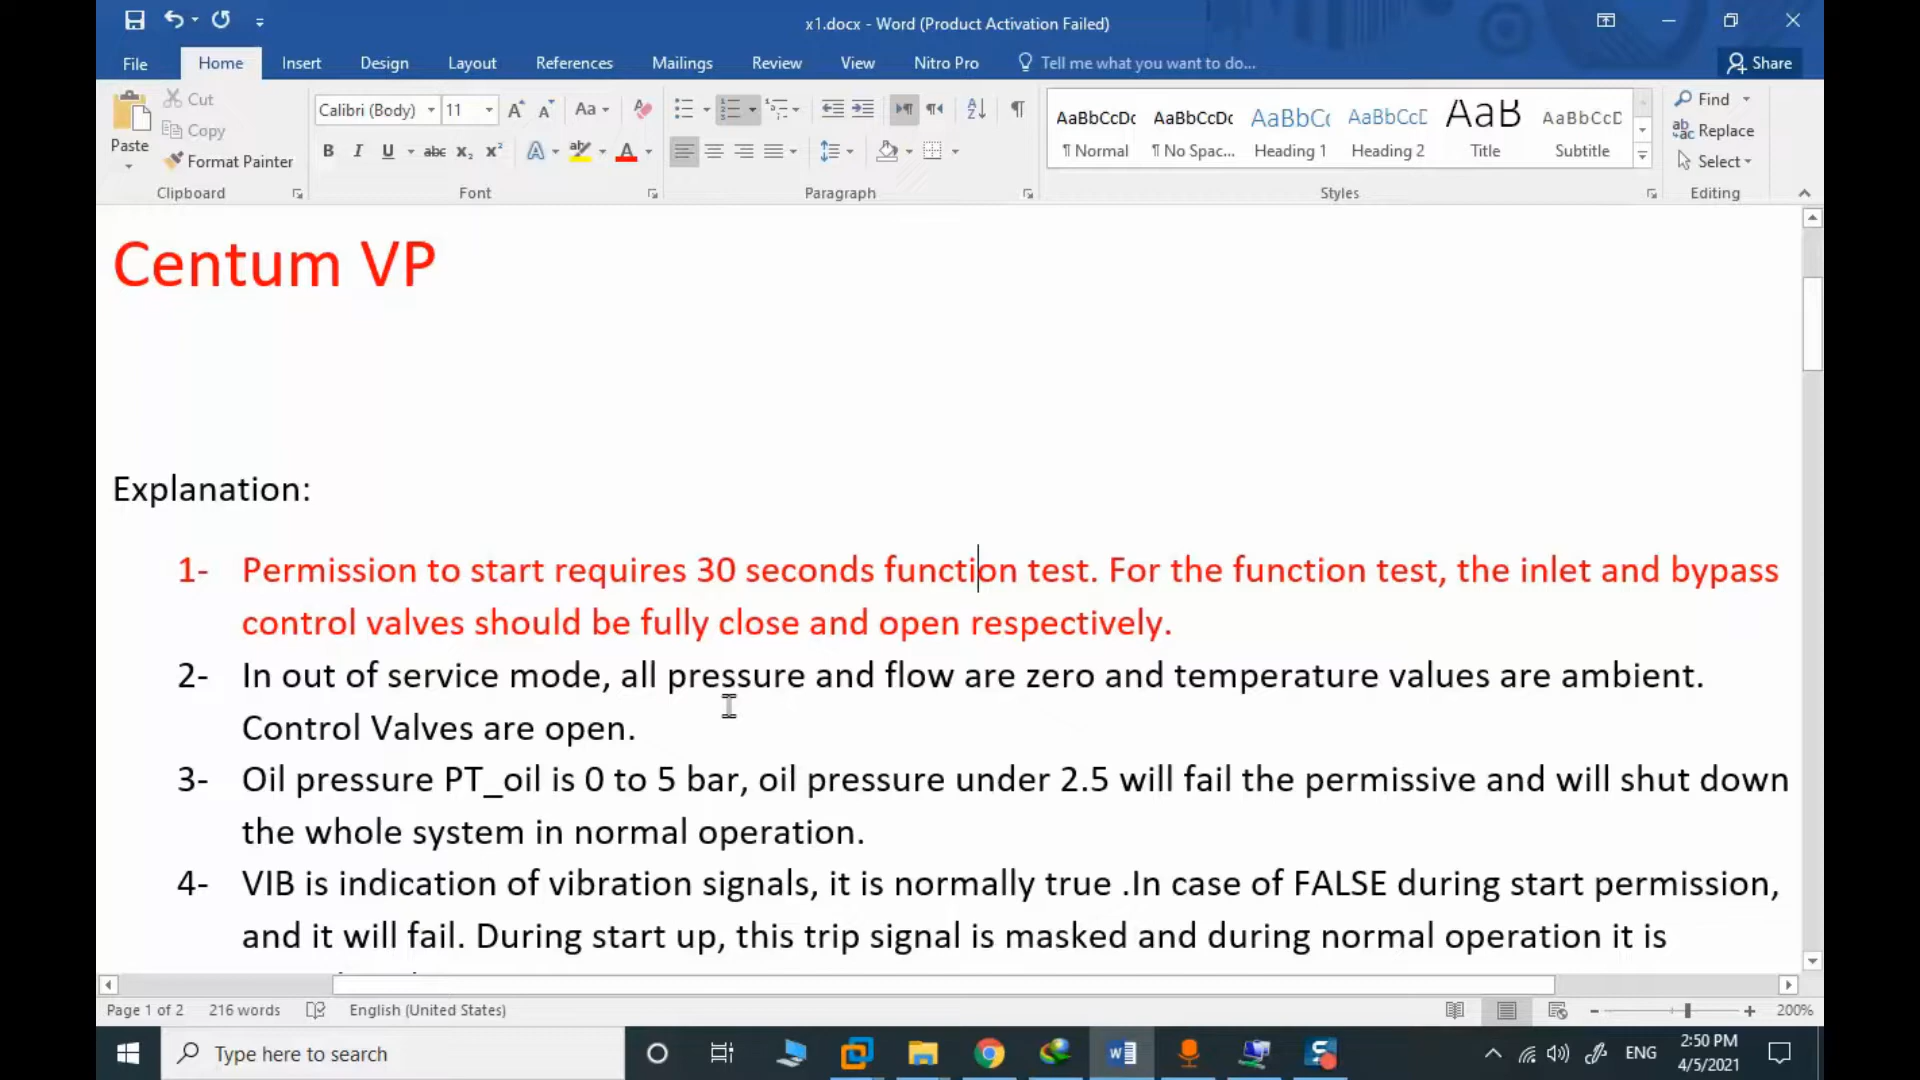 x1.docx - Word (Product Activation Failed)
File Home Insert Design Layout References Mailings Review View Nitro Pro Tell me what you want to do... Share
Paste
Cut
Copy
Format Painter
Clipboard
Calibri (Body) 11
Font
Paragraph
AaBbCcDc AaBbCcDc AaBbC AaBbCcD AaB AaBbCcD
¶ Normal ¶ No Spac... Heading 1 Heading 2 Title Subtitle
Styles
Find
Replace
Select
Editing
Centum VP
Explanation:
1- Permission to start requires 30 seconds function test. For the function test, the inlet and bypass
control valves should be fully close and open respectively.
2- In out of service mode, all pressure and flow are zero and temperature values are ambient.
Control Valves are open.
3- Oil pressure PT_oil is 0 to 5 bar, oil pressure under 2.5 will fail the permissive and will shut down
the whole system in normal operation.
4- VIB is indication of vibration signals, it is normally true .In case of FALSE during start permission,
and it will fail. During start up, this trip signal is masked and during normal operation it is
Page 1 of 2 216 words English (United States) 200%
Type here to search
ENG
2:50 PM
4/5/2021